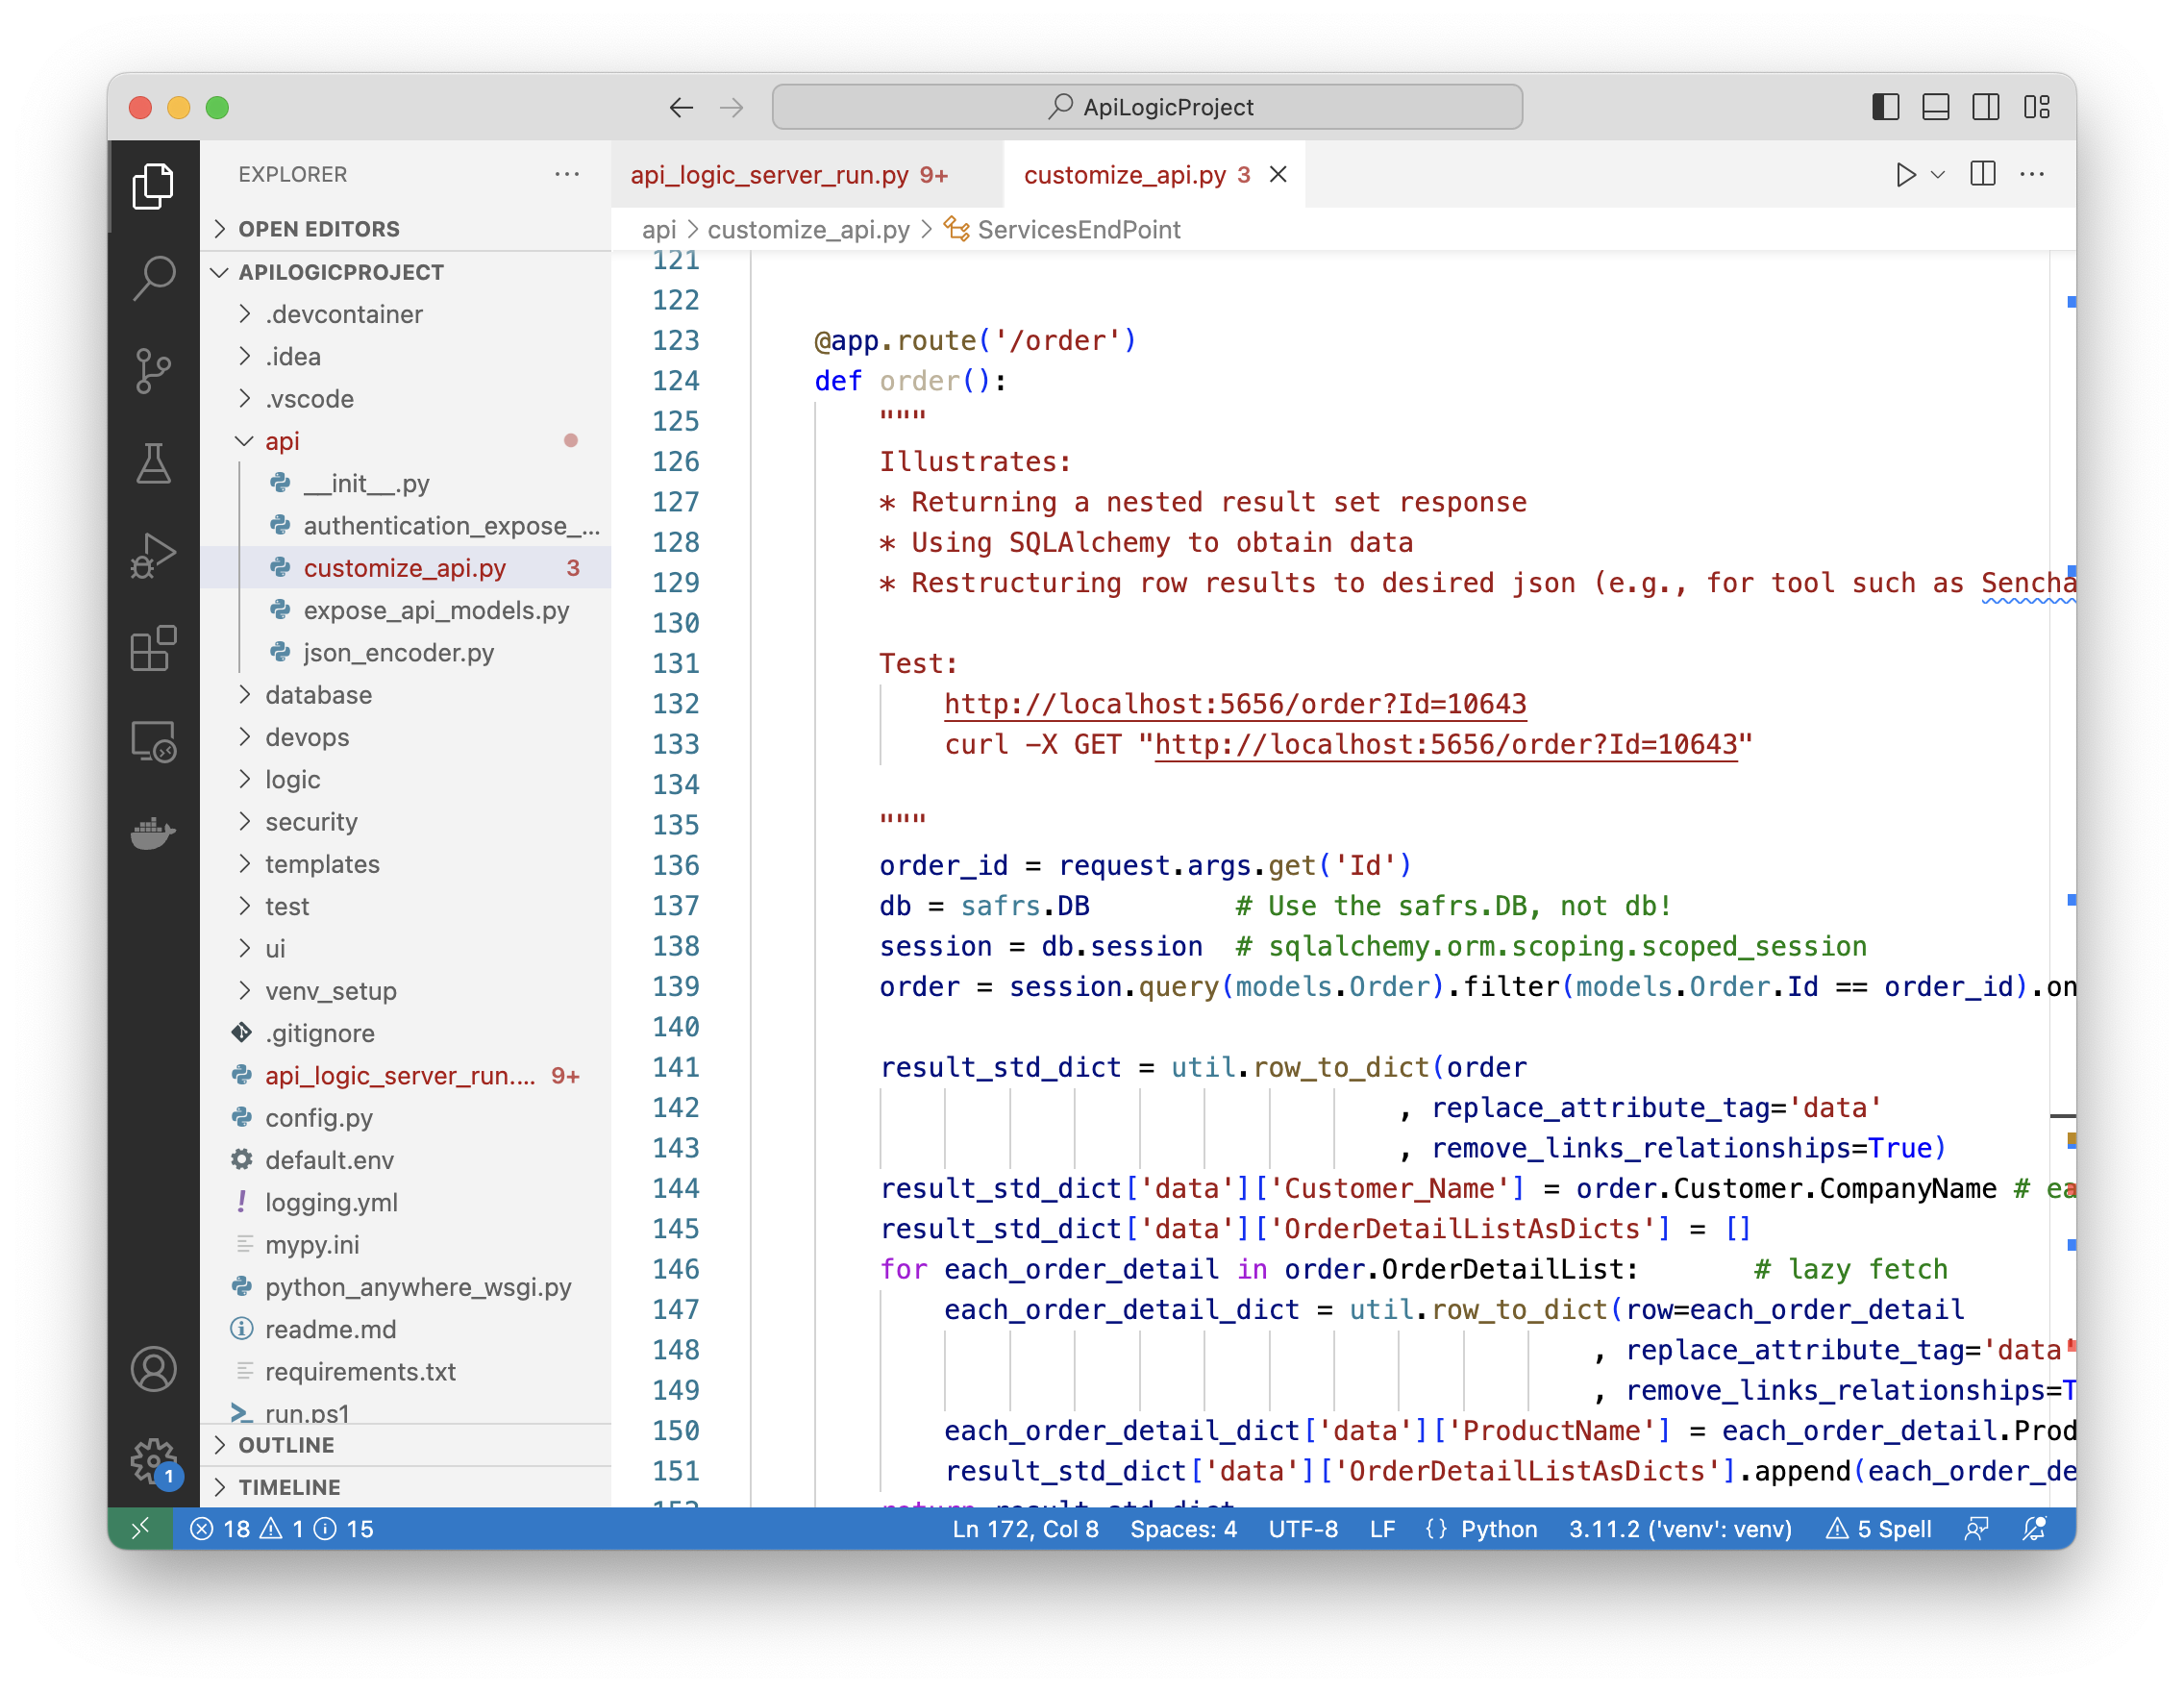 ApiLogicProject
EXPLORER
OPEN EDITORS
APILOGICPROJECT
.devcontainer
.idea
.vscode
api
__init__.py
authentication_expose_...
customize_api.py 3
expose_api_models.py
json_encoder.py
database
devops
logic
security
templates
test
ui
venv_setup
.gitignore
api_logic_server_run.... 9+
config.py
default.env
logging.yml
mypy.ini
python_anywhere_wsgi.py
readme.md
requirements.txt
run.ps1
OUTLINE
TIMELINE
1
api_logic_server_run.py 9+
customize_api.py 3
api > customize_api.py > ServicesEndPoint
121
122
123 @app.route('/order')
124 def order():
125 """
126 Illustrates:
127 * Returning a nested result set response
128 * Using SQLAlchemy to obtain data
129 * Restructuring row results to desired json (e.g., for tool such as Sencha
130
131 Test:
132 http://localhost:5656/order?Id=10643
133 curl -X GET "http://localhost:5656/order?Id=10643"
134
135 """
136 order_id = request.args.get('Id')
137 db = safrs.DB # Use the safrs.DB, not db!
138 session = db.session # sqlalchemy.orm.scoping.scoped_session
139 order = session.query(models.Order).filter(models.Order.Id == order_id).on
140
141 result_std_dict = util.row_to_dict(order
142 , replace_attribute_tag='data'
143 , remove_links_relationships=True)
144 result_std_dict['data']['Customer_Name'] = order.Customer.CompanyName # ea
145 result_std_dict['data']['OrderDetailListAsDicts'] = []
146 for each_order_detail in order.OrderDetailList: # lazy fetch
147 each_order_detail_dict = util.row_to_dict(row=each_order_detail
148 , replace_attribute_tag='data'
149 , remove_links_relationships=T
150 each_order_detail_dict['data']['ProductName'] = each_order_detail.Prod
151 result_std_dict['data']['OrderDetailListAsDicts'].append(each_order_de
152 return result_std_dict
18 1 15
Ln 172, Col 8 Spaces: 4 UTF-8 LF {} Python 3.11.2 ('venv': venv) 5 Spell